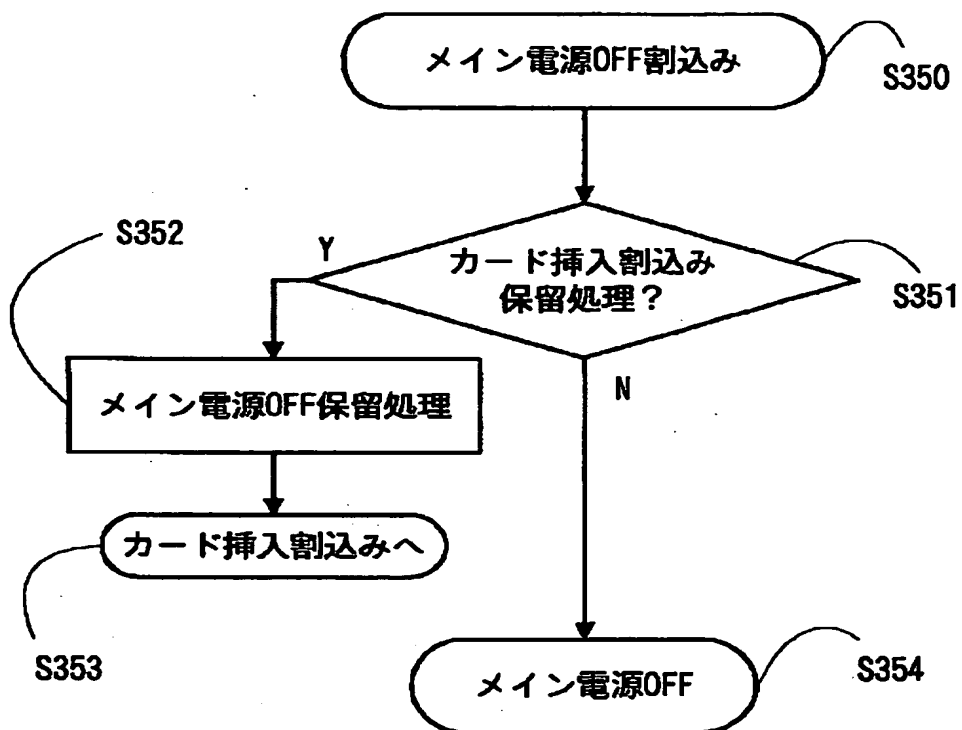 メイン電源OFF割込み
S350
カード挿入割込み
保留処理？
S351
Y
N
S352
メイン電源OFF保留処理
カード挿入割込みへ
S353
メイン電源OFF
S354